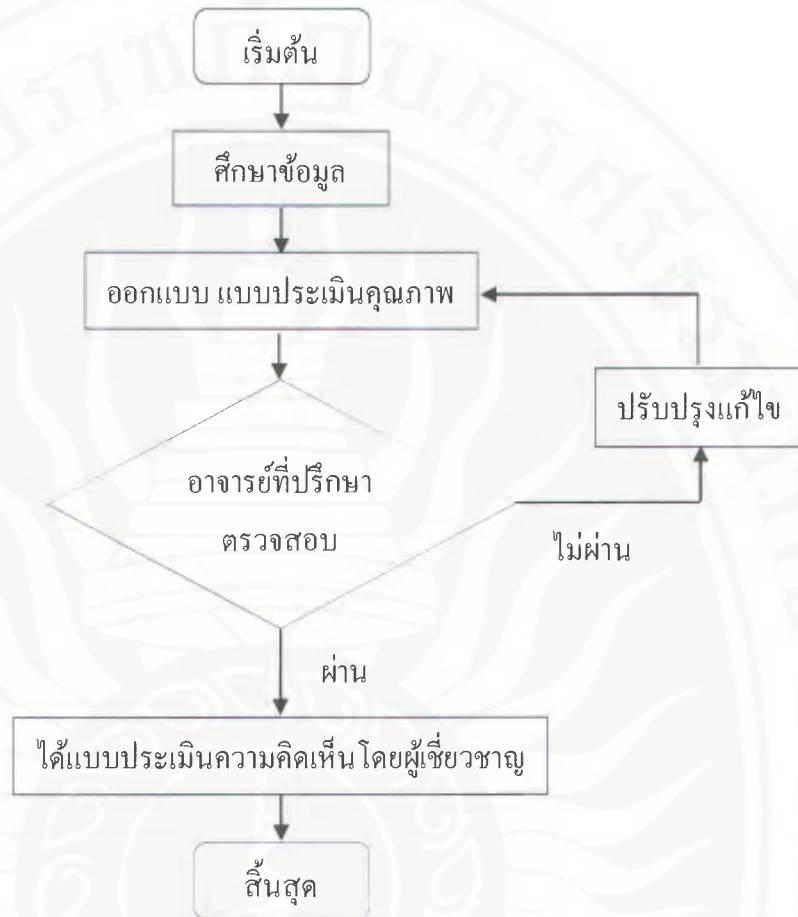 เริ่มต้น
ศึกษาข้อมูล
ออกแบบ แบบประเมินคุณภาพ
ปรับปรุงแก้ไข
อาจารย์ที่ปรึกษา
ตรวจสอบ
ไม่ผ่าน
ผ่าน
ได้แบบประเมินความคิดเห็นโดยผู้เชี่ยวชาญ
สิ้นสุด